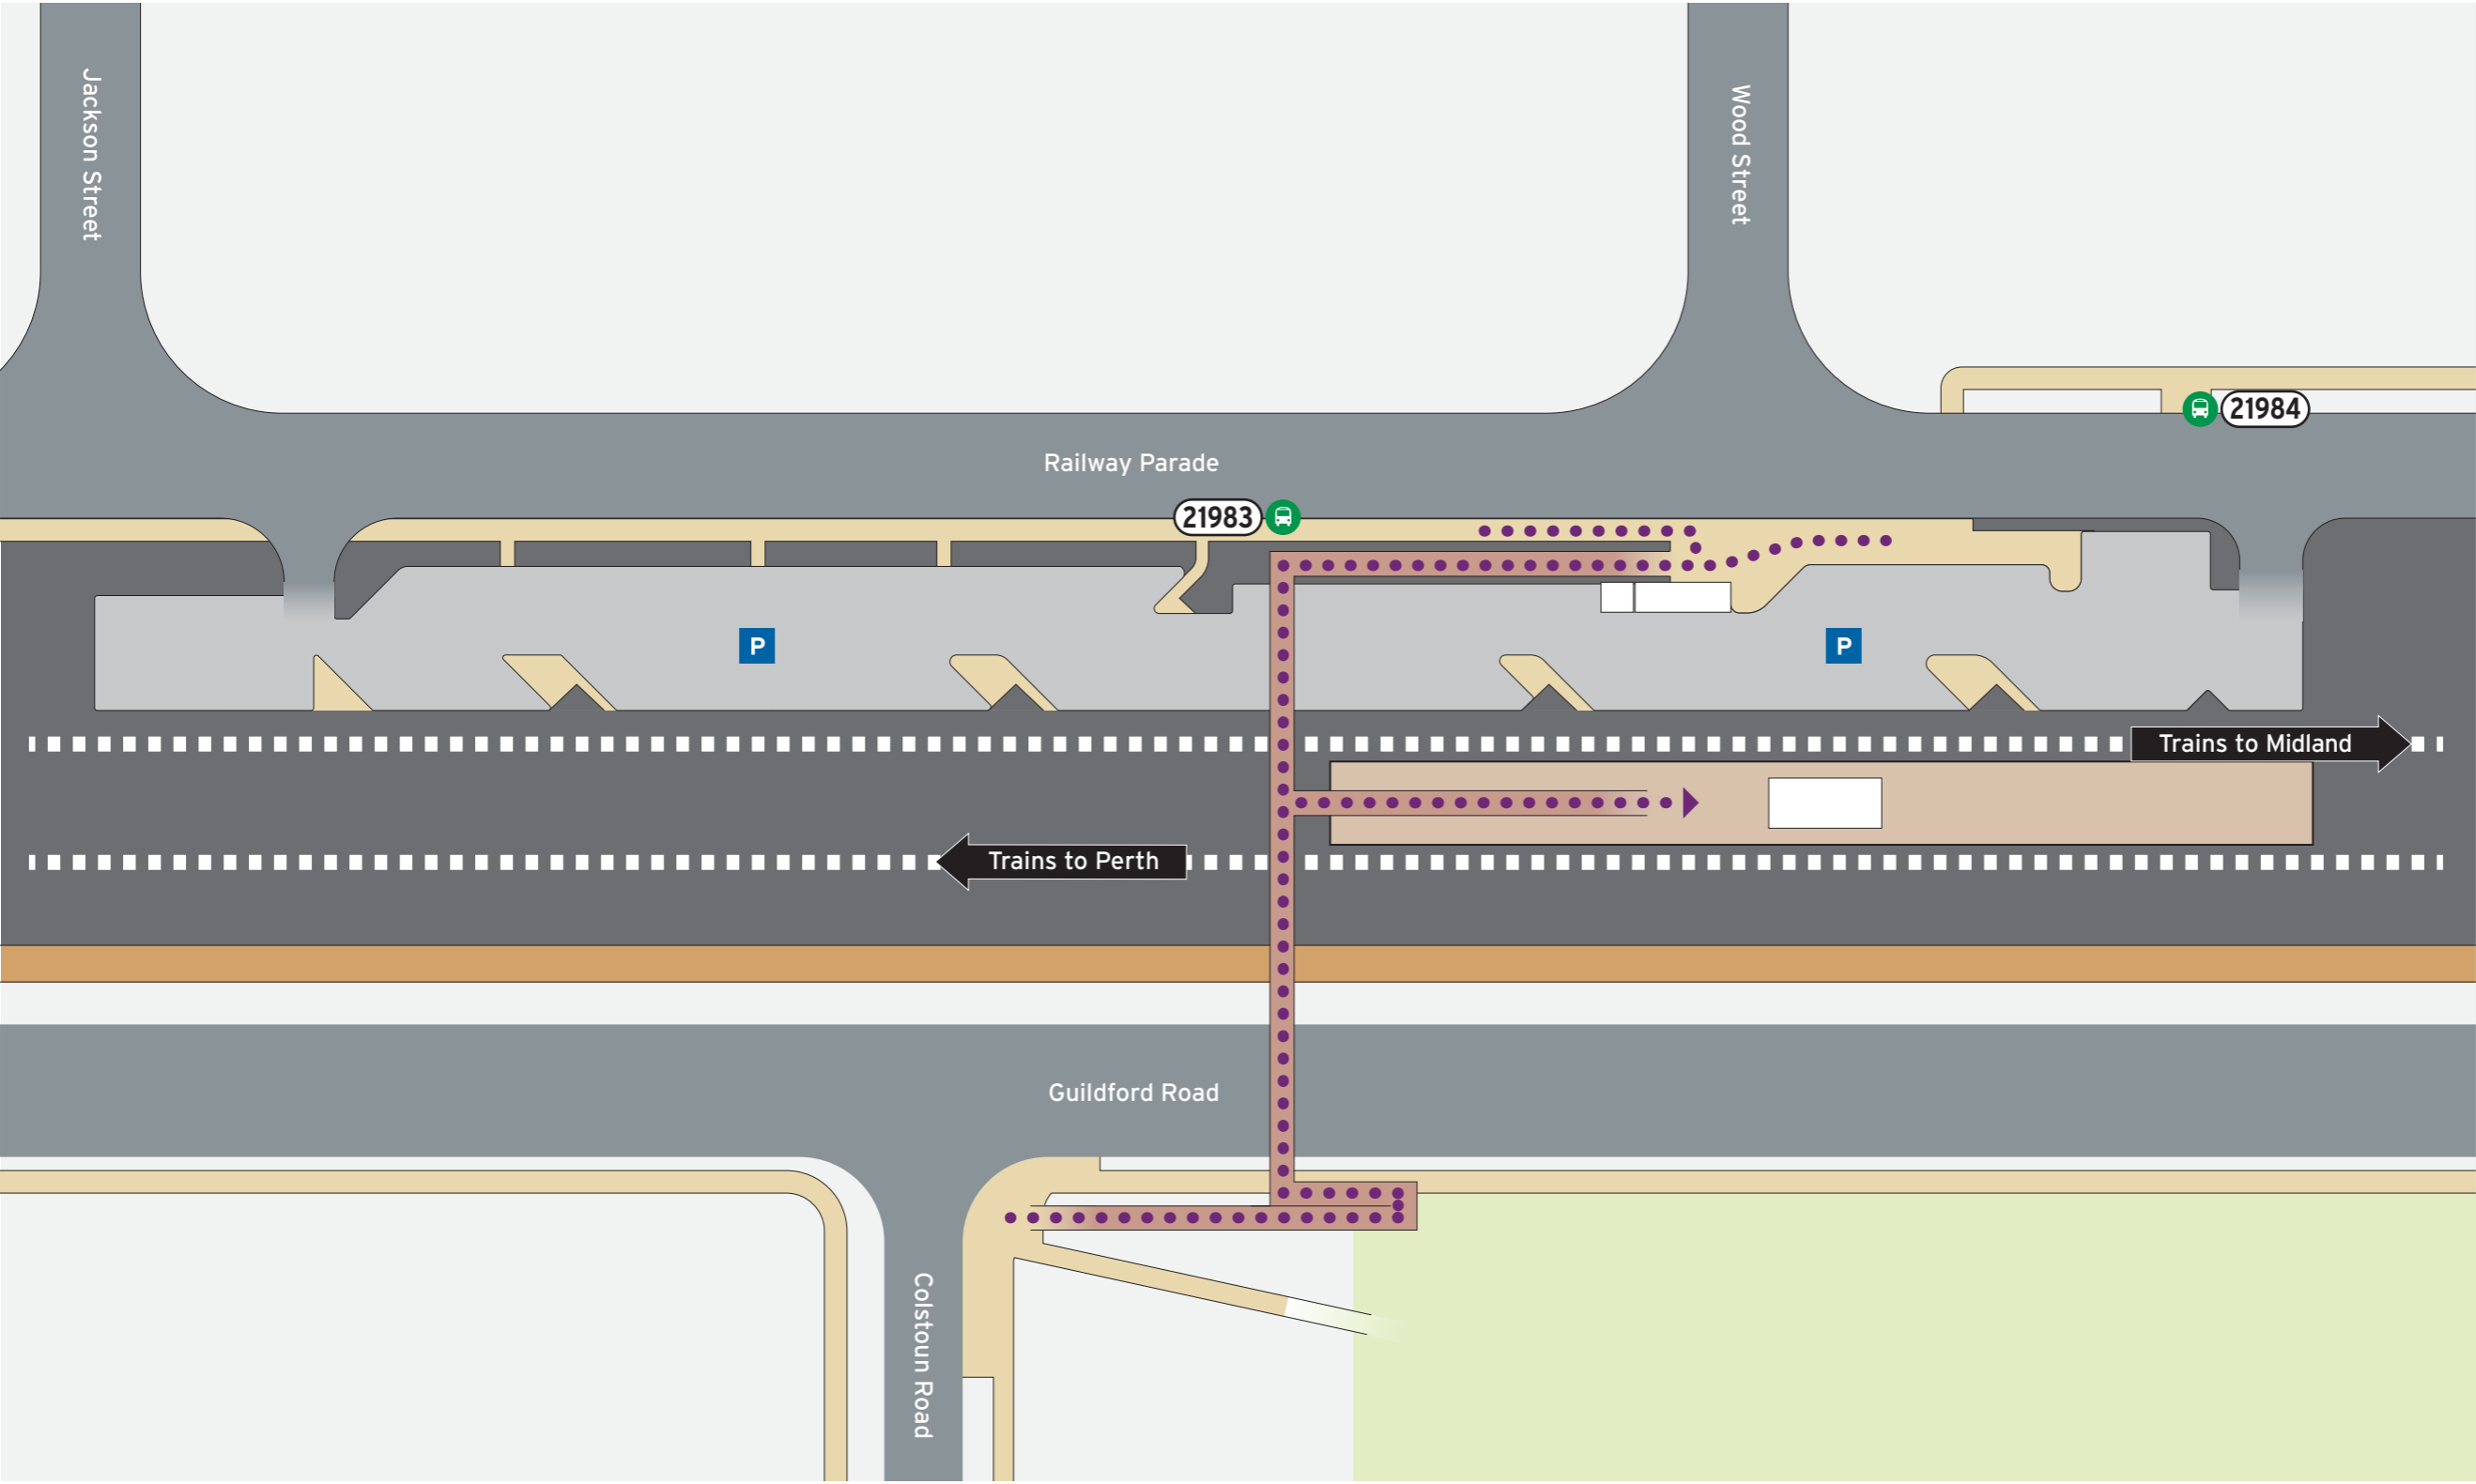 Jackson Street
Wood Street
21984
Railway Parade
21983
P
P
Trains to Midland
Trains to Perth
Guildford Road
Colstoun Road